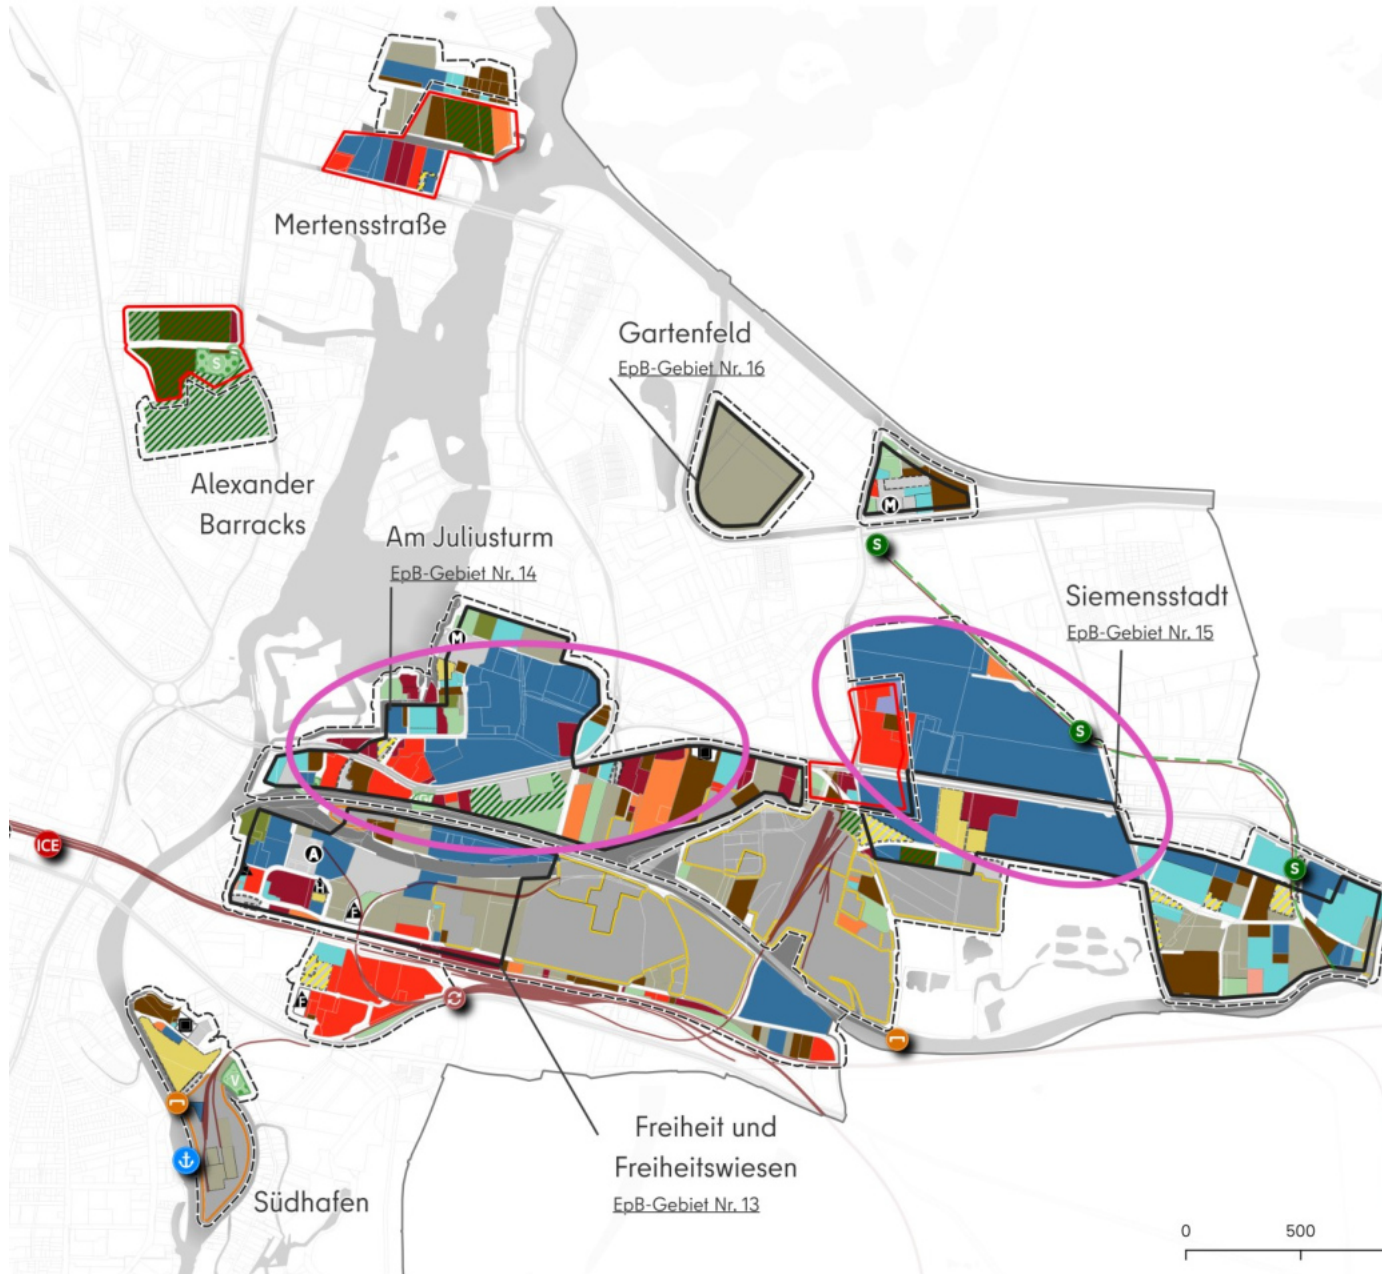 Mertensstraße
Gartenfeld
EpB-Gebiet Nr. 16
S
Alexander
Barracks
M
Am Juliusturm
EpB-Gebiet Nr. 14
S
Siemensstadt
EpB-Gebiet Nr. 15
M
S
ICE
A
H
S
F
F
V
Freiheit und
Freiheitswiesen
EpB-Gebiet Nr. 13
Südhafen
0 500